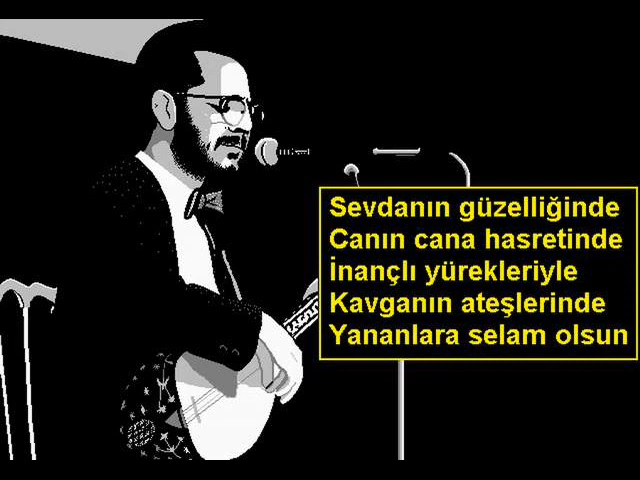 Sevdanın güzelliğinde
Canın cana hasretinde
İnançlı yürekleriyle
Kavganın ateşlerinde
Yananlara selam olsun